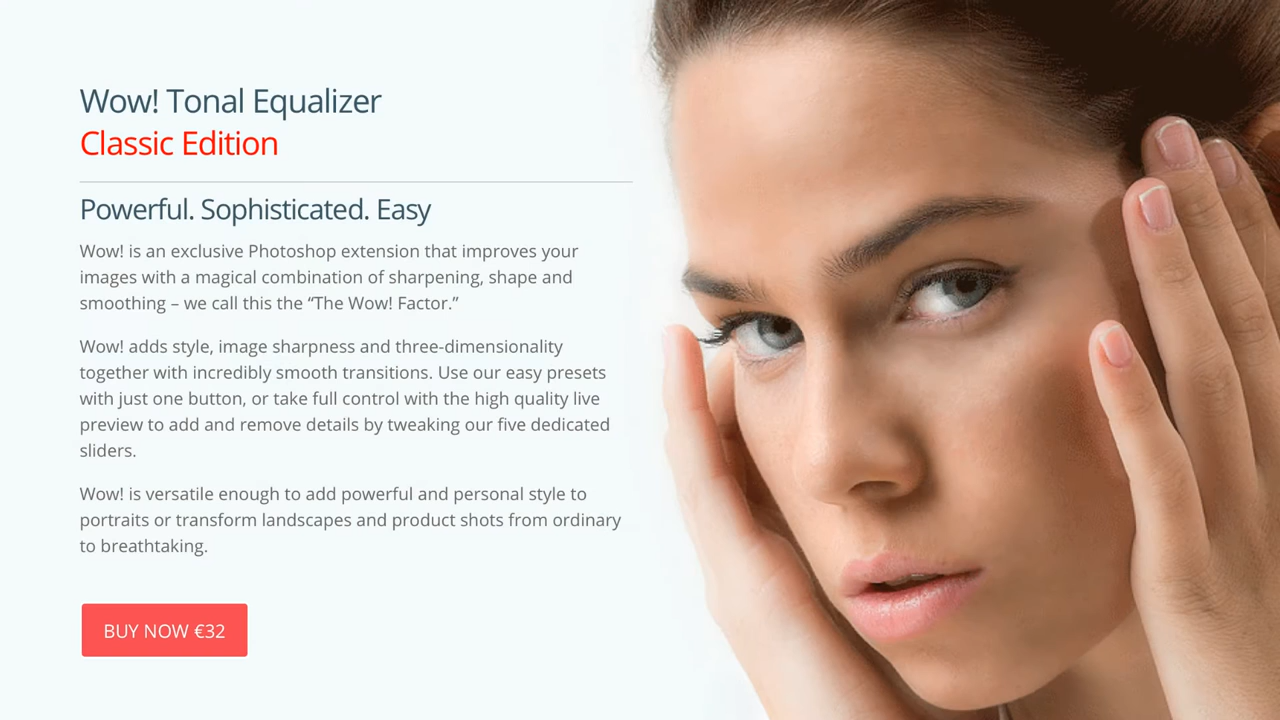 Wow! Tonal Equalizer
Classic Edition
Powerful. Sophisticated. Easy
Wow! is an exclusive Photoshop extension that improves your
images with a magical combination of sharpening, shape and
smoothing – we call this the “The Wow! Factor.”
Wow! adds style, image sharpness and three-dimensionality
together with incredibly smooth transitions. Use our easy presets
with just one button, or take full control with the high quality live
preview to add and remove details by tweaking our five dedicated
sliders.
Wow! is versatile enough to add powerful and personal style to
portraits or transform landscapes and product shots from ordinary
to breathtaking.
BUY NOW €32